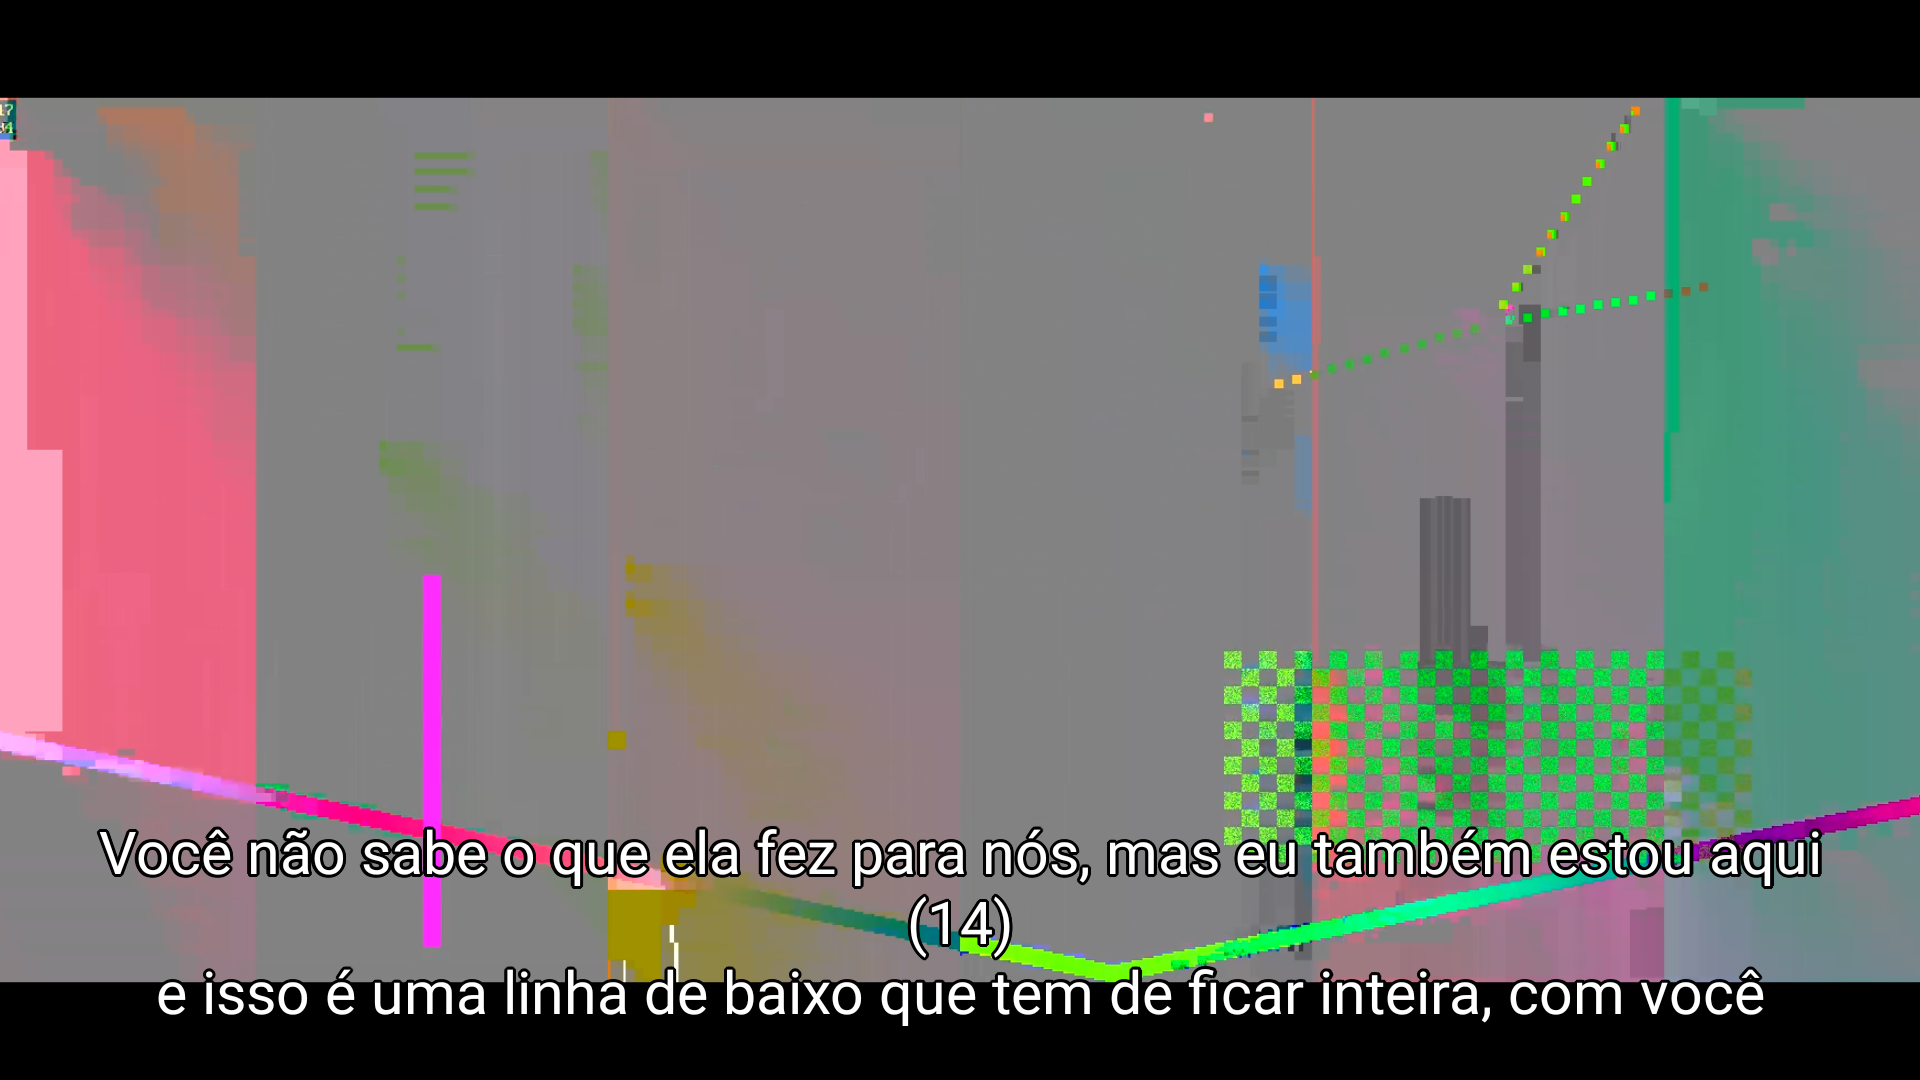 Você não sabe o que ela fez para nós, mas eu também estou aqui
(14)
e isso é uma linha de baixo que tem de ficar inteira, com você